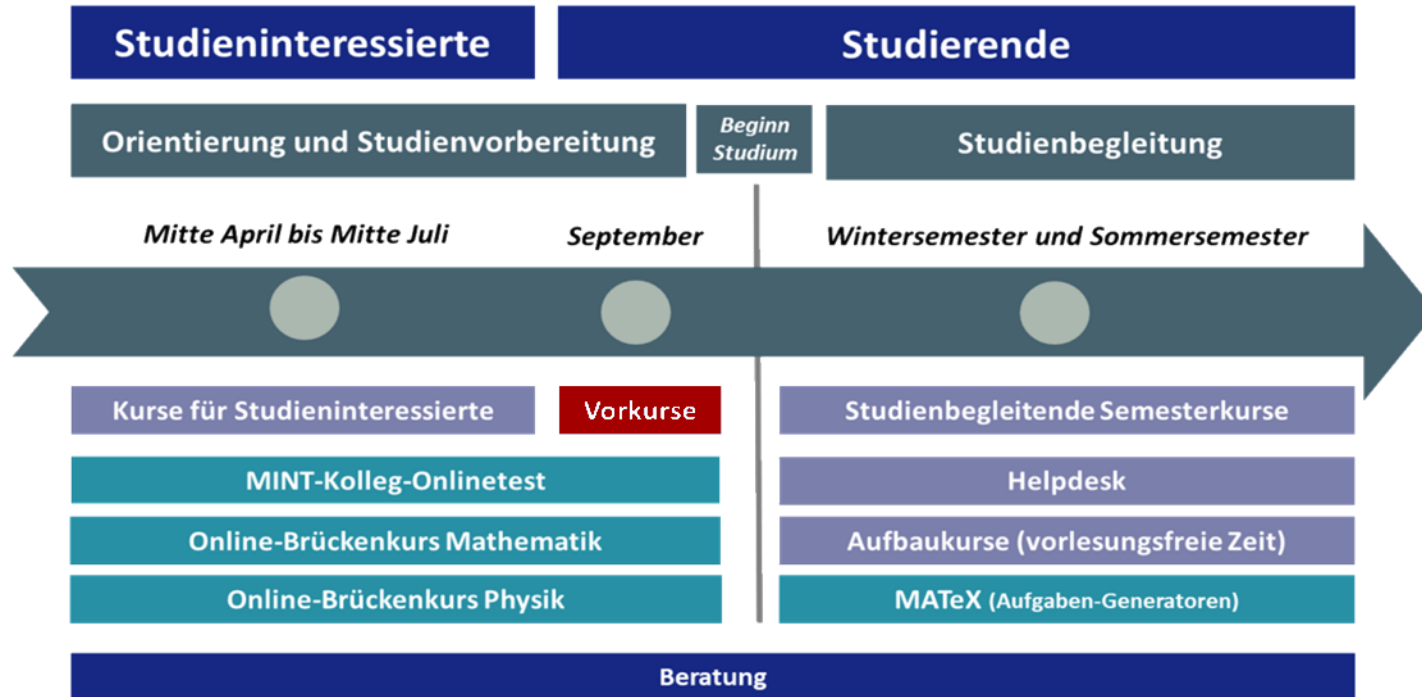 Studieninteressierte
Studierende
Orientierung und Studienvorbereitung
Beginn
Studium
Studienbegleitung
Mitte April bis Mitte Juli
September
Wintersemester und Sommersemester
Kurse für Studieninteressierte
Vorkurse
Studienbegleitende Semesterkurse
MINT-Kolleg-Onlinetest
Helpdesk
Online-Brückenkurs Mathematik
Aufbaukurse (vorlesungsfreie Zeit)
Online-Brückenkurs Physik
MATeX (Aufgaben-Generatoren)
Beratung